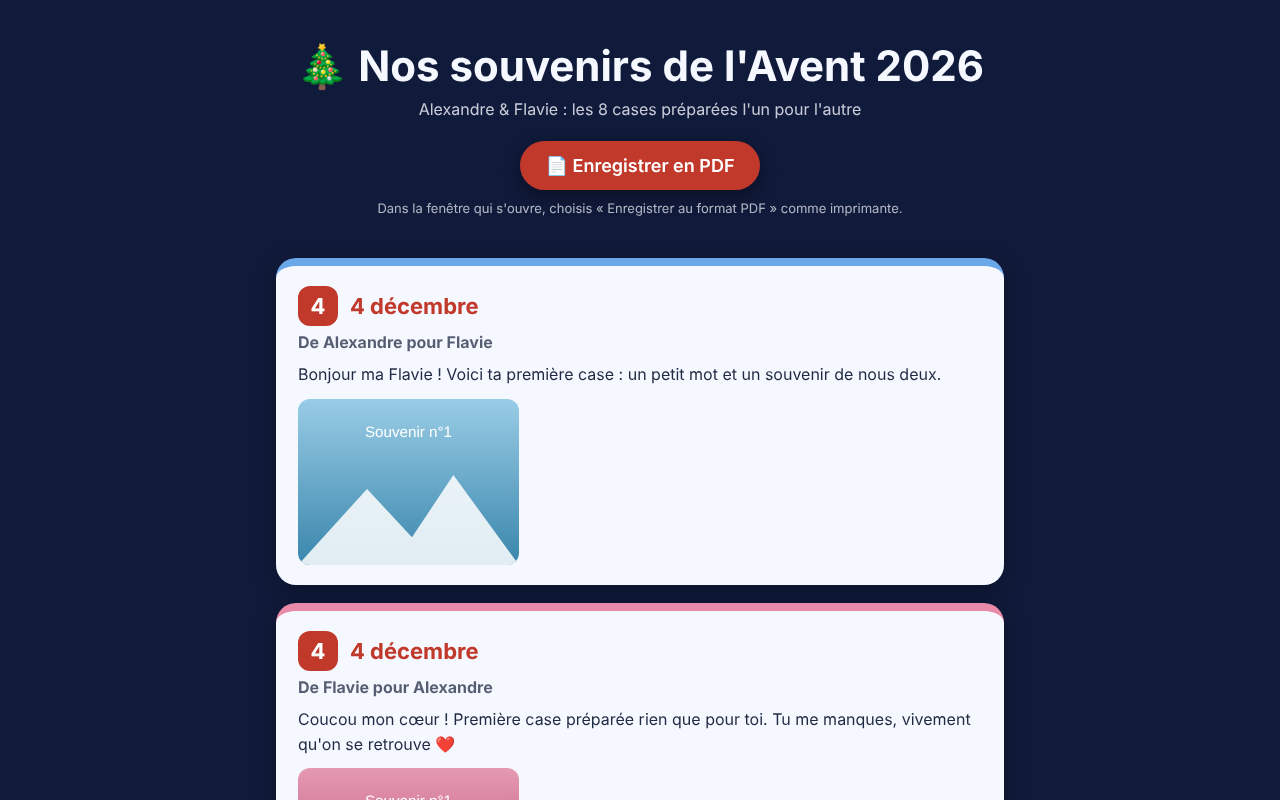 🎄 Nos souvenirs de l'Avent 2026
Alexandre & Flavie : les 8 cases préparées l'un pour l'autre
📄 Enregistrer en PDF
Dans la fenêtre qui s'ouvre, choisis « Enregistrer au format PDF » comme imprimante.
4 4 décembre
De Alexandre pour Flavie
Bonjour ma Flavie ! Voici ta première case : un petit mot et un souvenir de nous deux.
Souvenir n°1
4 4 décembre
De Flavie pour Alexandre
Coucou mon cœur ! Première case préparée rien que pour toi. Tu me manques, vivement
qu'on se retrouve ❤️
Souvenir n°1